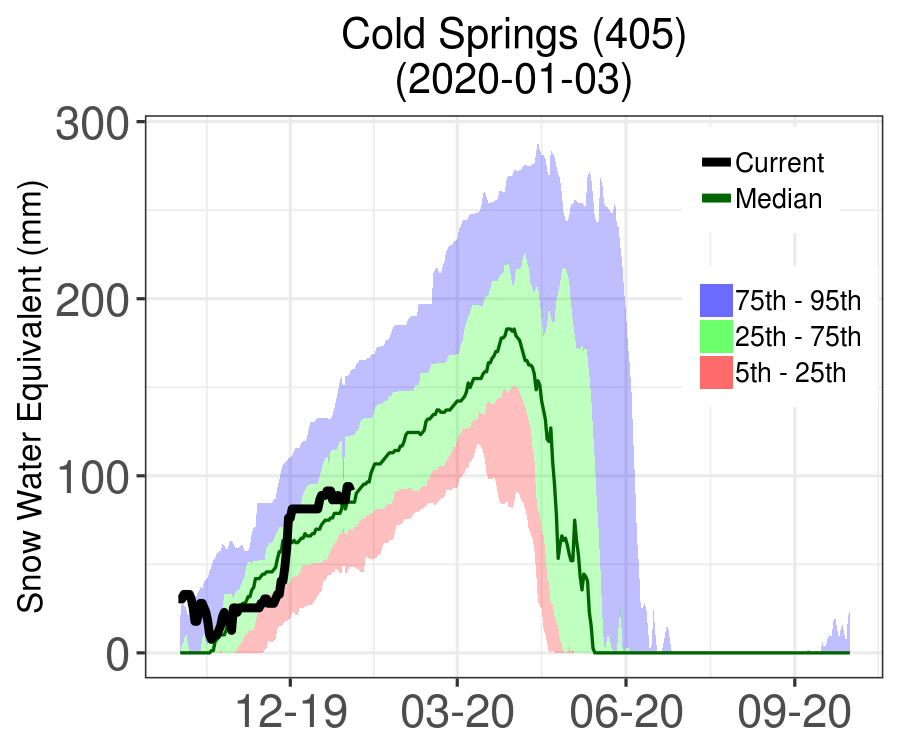 Cold Springs (405)
(2020-01-03)
Snow Water Equivalent (mm)
300
200
100
0
Current
Median
75th - 95th
25th - 75th
5th - 25th
12-19
03-20
06-20
09-20